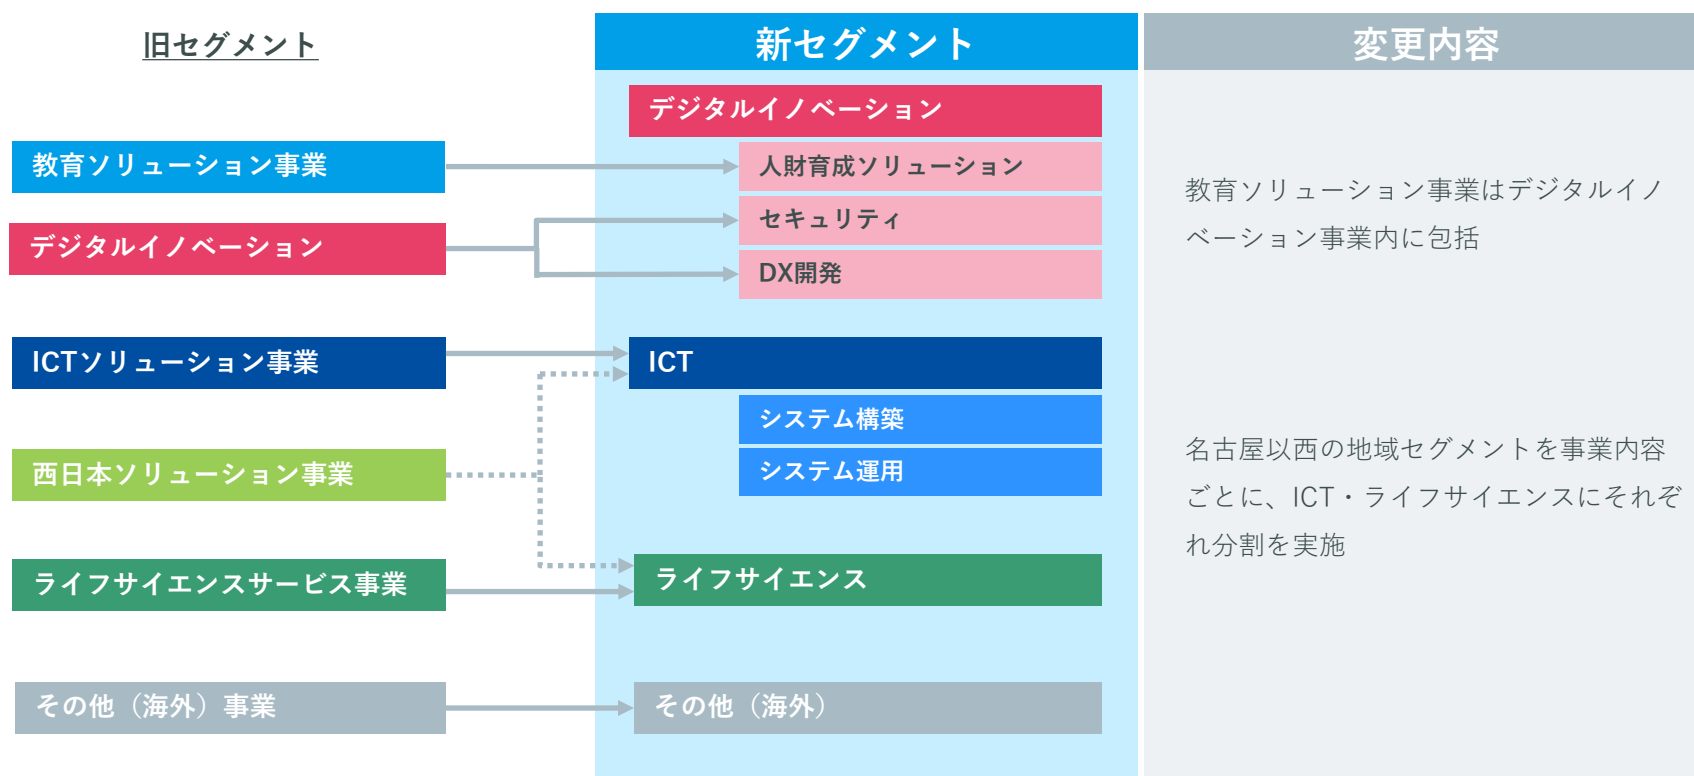 旧セグメント
新セグメント
変更内容
デジタルイノベーション
教育ソリューション事業
人財育成ソリューション
セキュリティ
デジタルイノベーション
DX開発
教育ソリューション事業はデジタルイノ
ベーション事業内に包括
ICTソリューション事業
ICT
システム構築
西日本ソリューション事業
システム運用
名古屋以西の地域セグメントを事業内容
ごとに、ICT・ライフサイエンスにそれぞ
れ分割を実施
ライフサイエンスサービス事業
ライフサイエンス
その他（海外）事業
その他（海外）